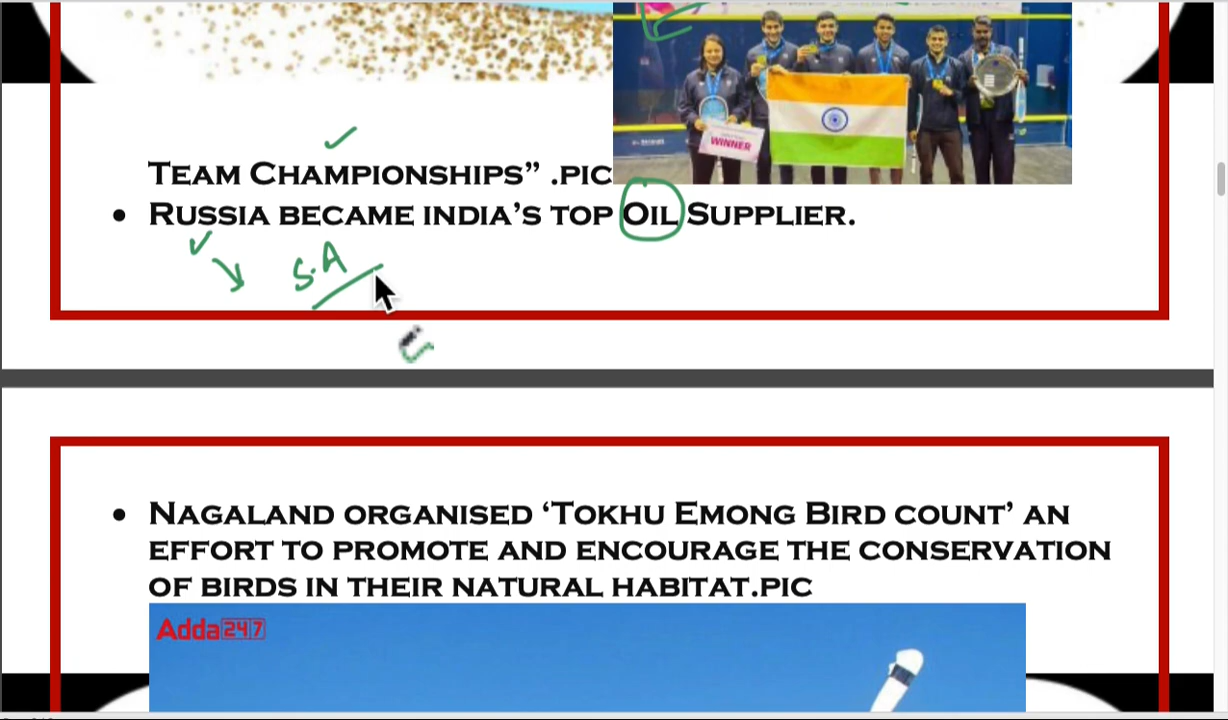 WINNER
TEAM CHAMPIONSHIPS” .PIC
• RUSSIA BECAME INDIA’S TOP OIL SUPPLIER.
S.A
• NAGALAND ORGANISED ‘TOKHU EMONG BIRD COUNT’ AN
EFFORT TO PROMOTE AND ENCOURAGE THE CONSERVATION
OF BIRDS IN THEIR NATURAL HABITAT.PIC
Adda247